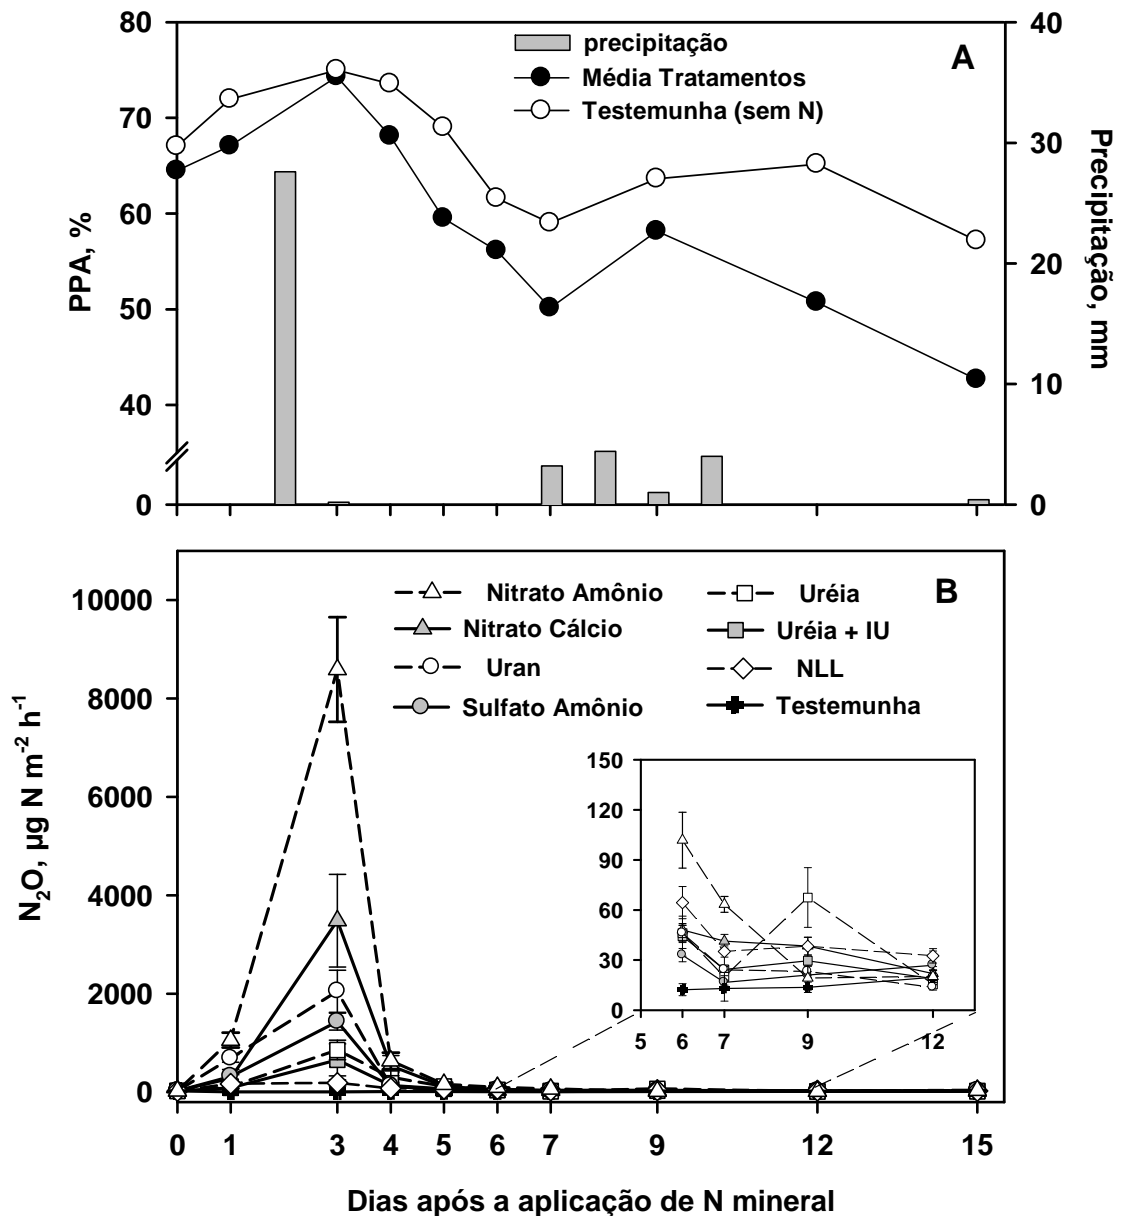 80
70
60
50
40
0
PPA, %
precipitação
Média Tratamentos
Testemunha (sem N)
A
40
30
20
10
0
Precipitação, mm
10000
8000
6000
4000
2000
0
N2O, µg N m-2 h-1
Nitrato Amônio
Nitrato Cálcio
Uran
Sulfato Amônio
Uréia
Uréia + IU
NLL
Testemunha
B
150
120
90
60
30
0
5 6 7 9 12
0 1 3 4 5 6 7 9 12 15
Dias após a aplicação de N mineral